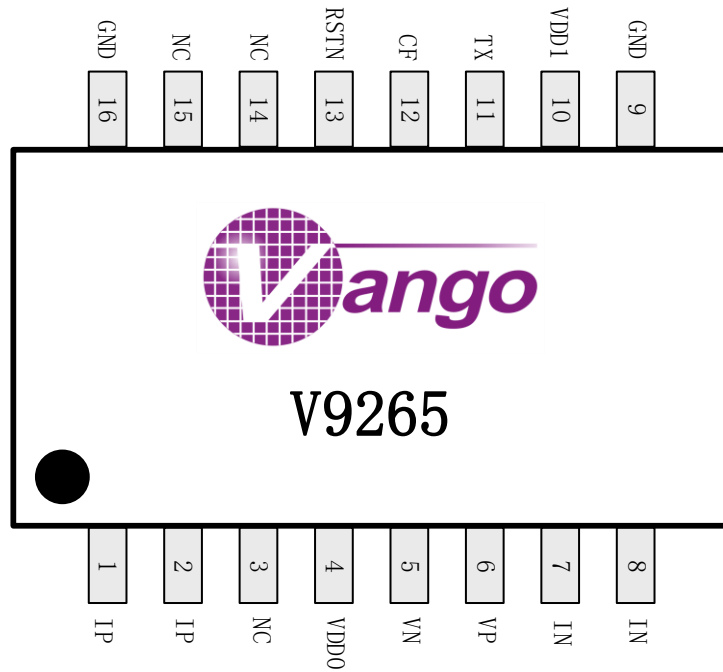 GND NC NC RSTN CF TX VDD1 GND
16 15 14 13 12 11 10 9
Vango
V9265
1 2 3 4 5 6 7 8
IP IP NC VDD0 VN VP IN IN